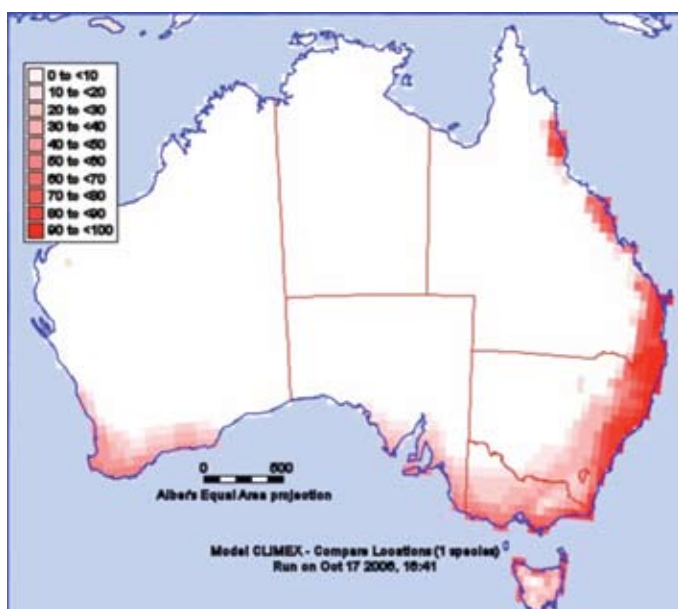 0 to <10
10 to <20
20 to <30
30 to <40
40 to <50
50 to <60
60 to <70
70 to <80
80 to <90
90 to <100
0 500
Alber's Equal Area projection
Model CLIMEX - Compare Locations (1 species)
Run on Oct 17 2006, 16:41